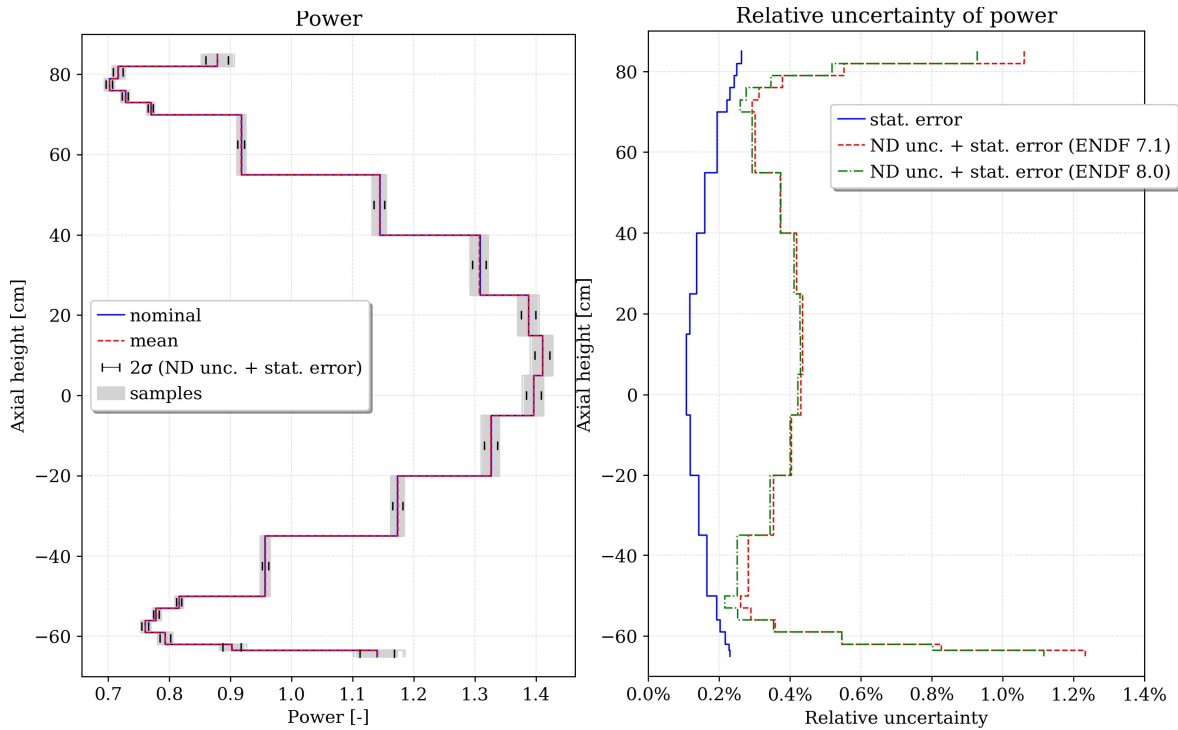 Power
Relative uncertainty of power
80
60
40
20
0
−20
−40
−60
Axial height [cm]
nominal
mean
2σ (ND unc. + stat. error)
samples
0.7 0.8 0.9 1.0 1.1 1.2 1.3 1.4
Power [-]
80
60
40
20
0
−20
−40
−60
Axial height [cm]
stat. error
ND unc. + stat. error (ENDF 7.1)
ND unc. + stat. error (ENDF 8.0)
0.0% 0.2% 0.4% 0.6% 0.8% 1.0% 1.2% 1.4%
Relative uncertainty